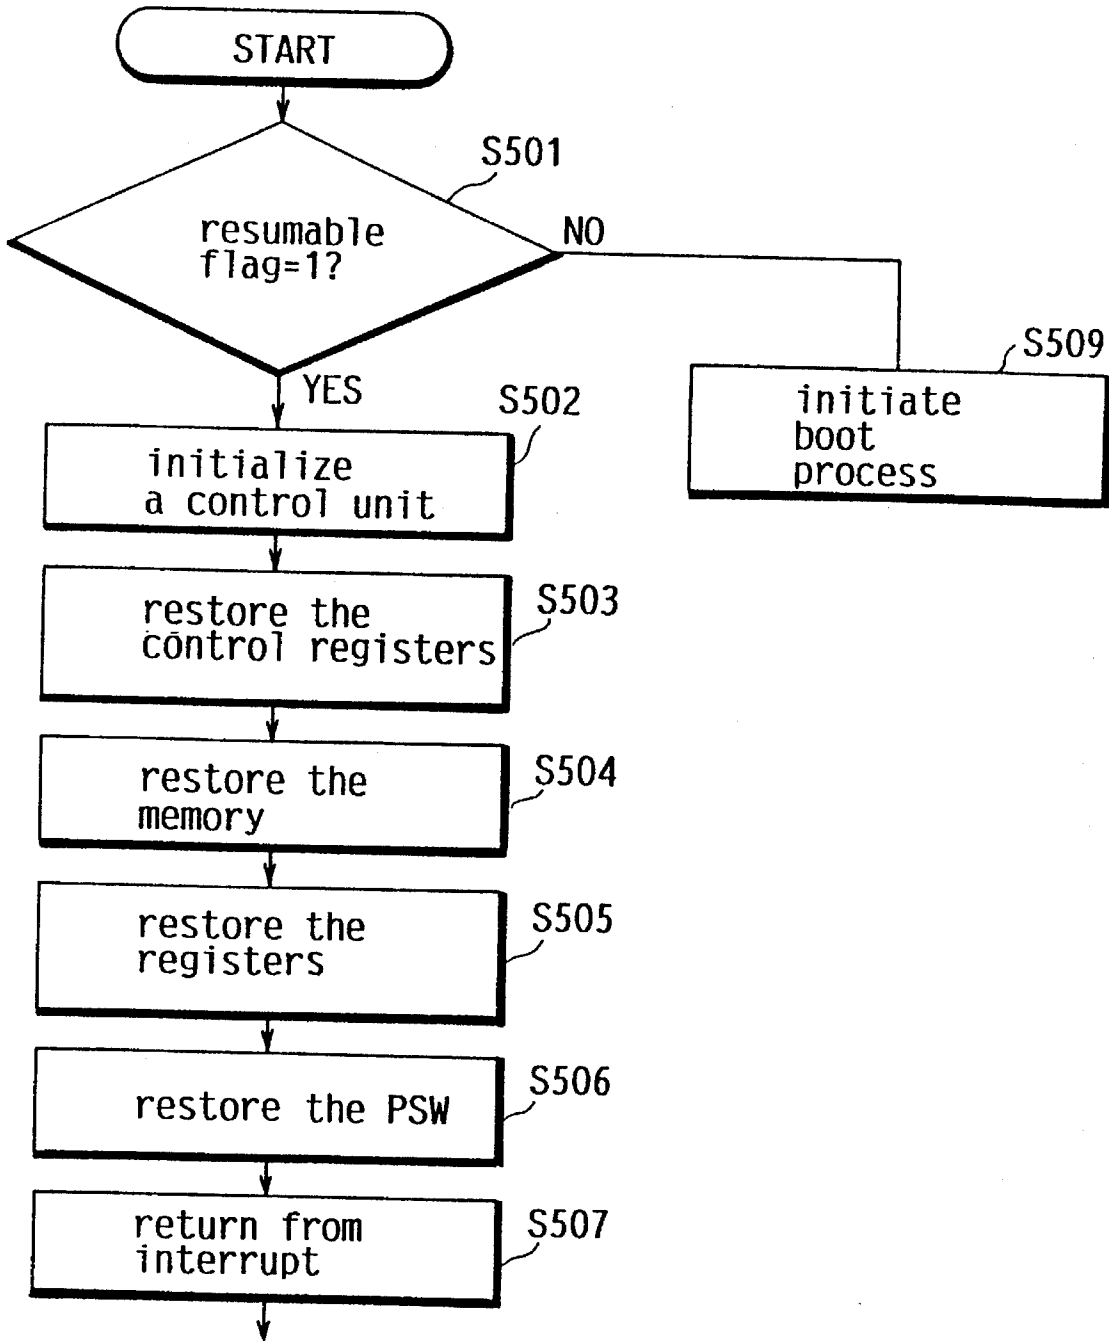 START
S501
resumable
flag=1?
NO
YES
S509
initiate
boot
process
S502
initialize
a control unit
S503
restore the
control registers
S504
restore the
memory
S505
restore the
registers
S506
restore the PSW
S507
return from
interrupt